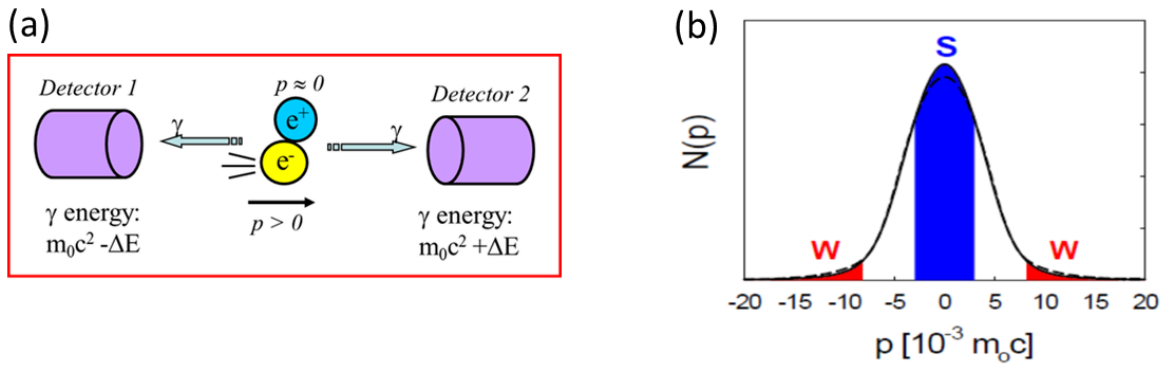 (a)
Detector 1
p ≈ 0
Detector 2
γ
e⁺
γ
e⁻
p > 0
γ energy:
m₀c² -ΔE
γ energy:
m₀c² +ΔE
(b)
S
N(p)
W
W
-20 -15 -10 -5 0 5 10 15 20
p [10⁻³ mₒc]